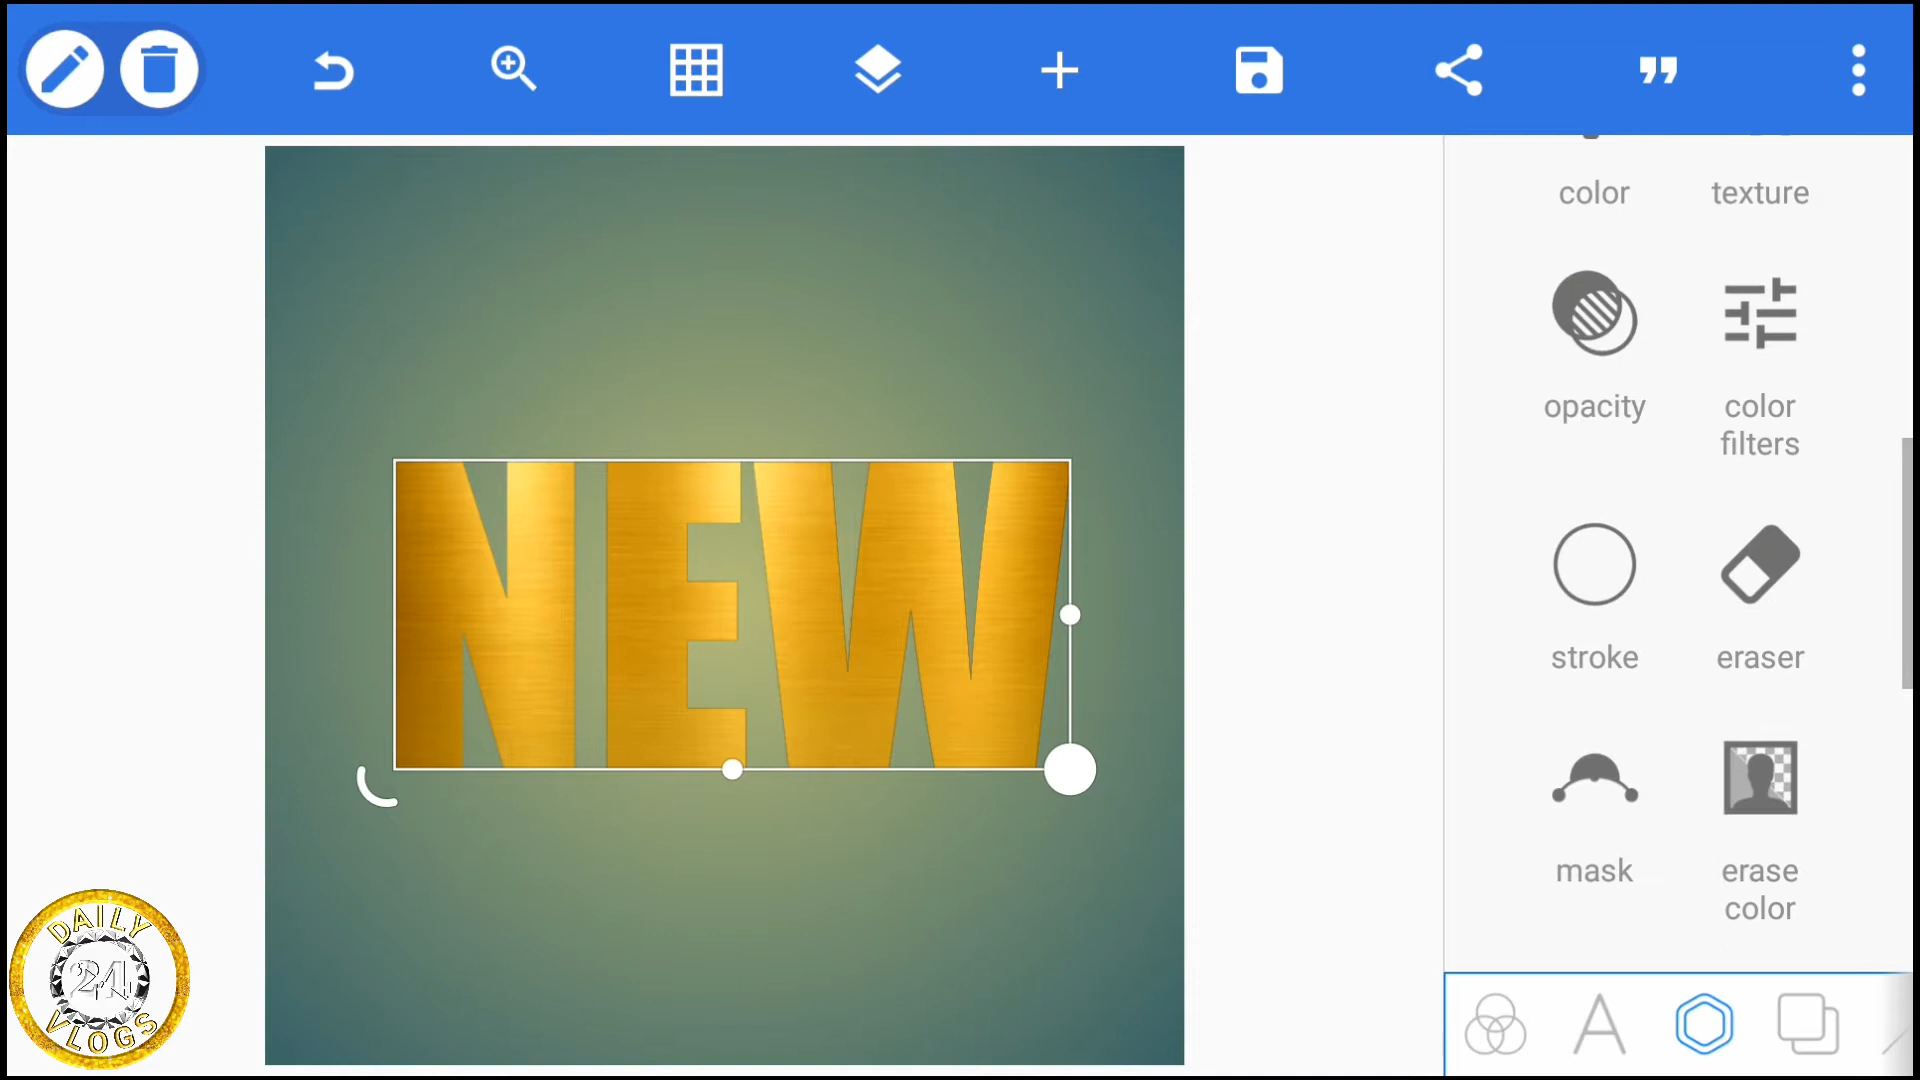 color texture
NEW
opacity color
filters
stroke eraser
mask erase
color
DAILY
24
VLOGS